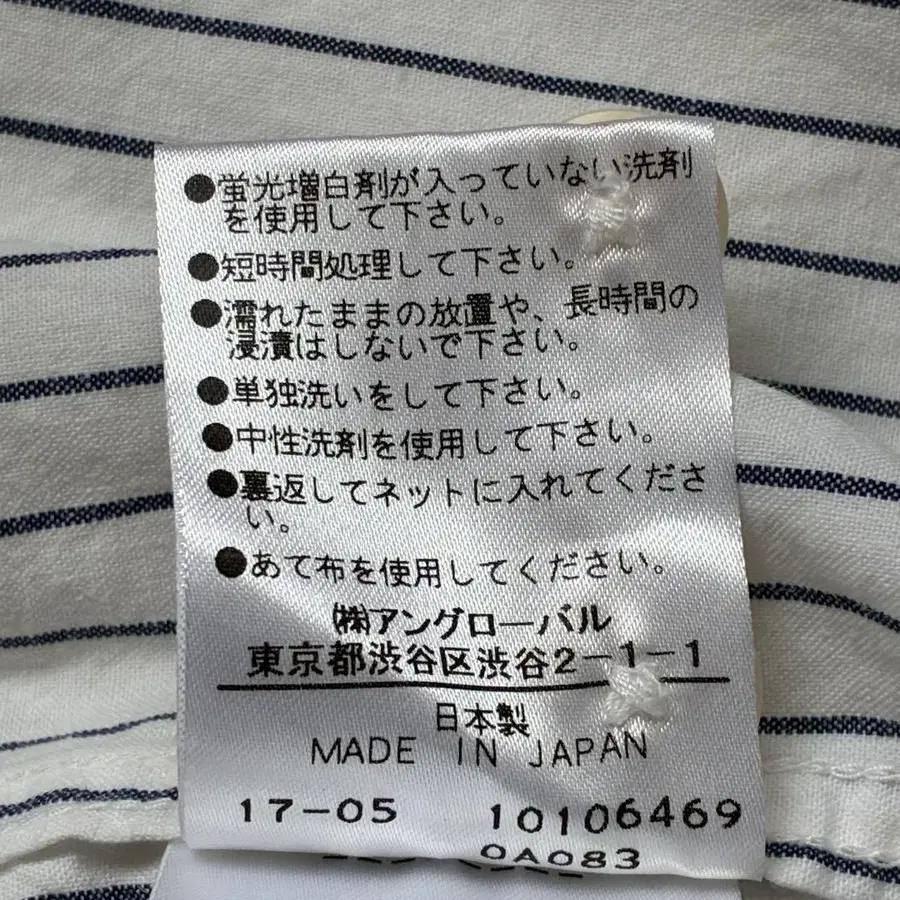 ●蛍光増白剤が入っていない洗剤
を使用して下さい。
●短時間処理して下さい。
●濡れたままの放置や、長時間の
浸漬はしないで下さい。
●単独洗いをして下さい。
●中性洗剤を使用して下さい。
●裏返してネットに入れてくださ
い。
●あて布を使用してください。
㈱アングローバル
東京都渋谷区渋谷2-1-1
日本製
MADE IN JAPAN
17-05 10106469
0A083